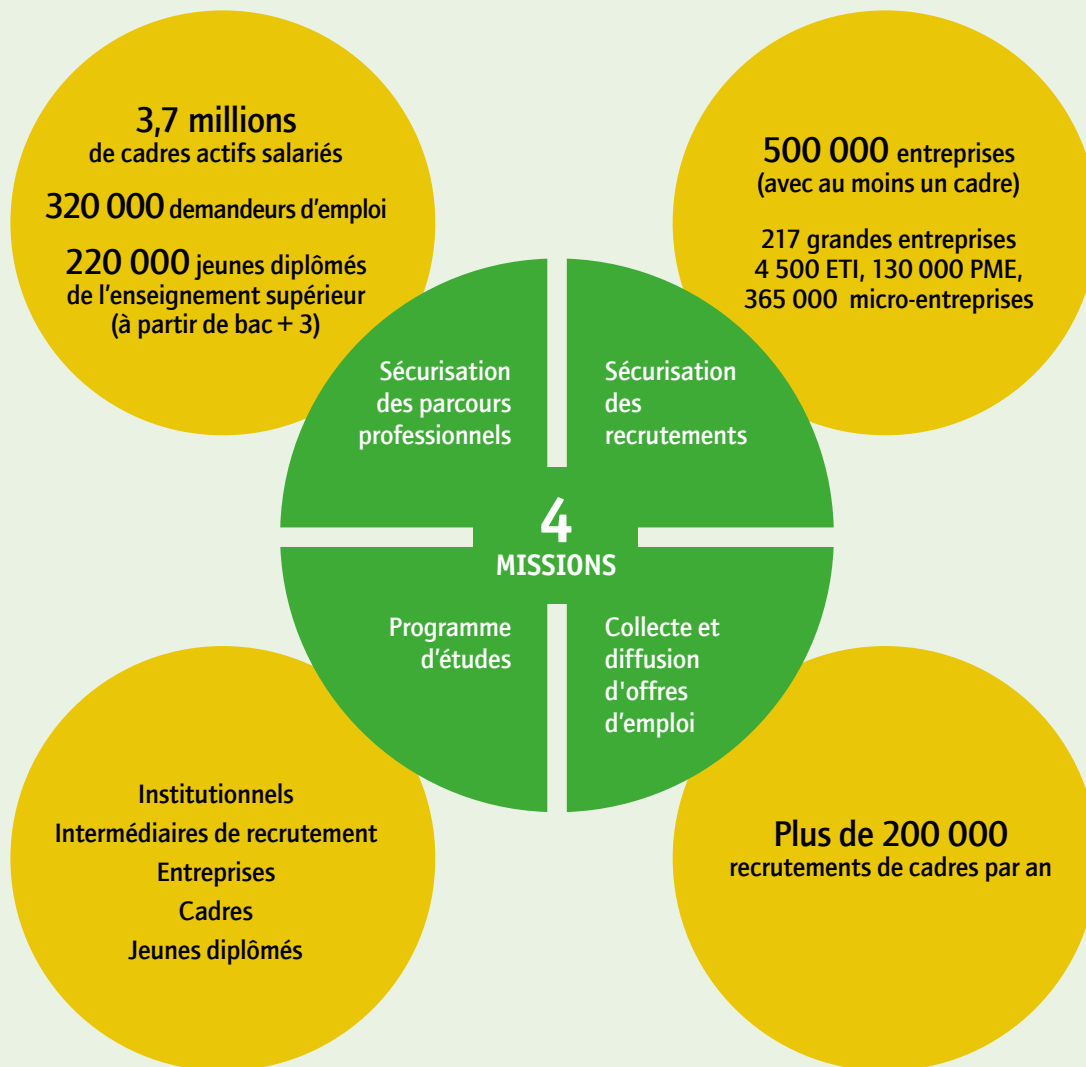 3,7 millions
de cadres actifs salariés
320 000 demandeurs d'emploi
220 000 jeunes diplômés
de l'enseignement supérieur
(à partir de bac + 3)
500 000 entreprises
(avec au moins un cadre)
217 grandes entreprises
4 500 ETI, 130 000 PME,
365 000 micro-entreprises
Sécurisation
des parcours
professionnels
Sécurisation
des
recrutements
4
MISSIONS
Programme
d'études
Collecte et
diffusion
d'offres
d'emploi
Institutionnels
Intermédiaires de recrutement
Entreprises
Cadres
Jeunes diplômés
Plus de 200 000
recrutements de cadres par an